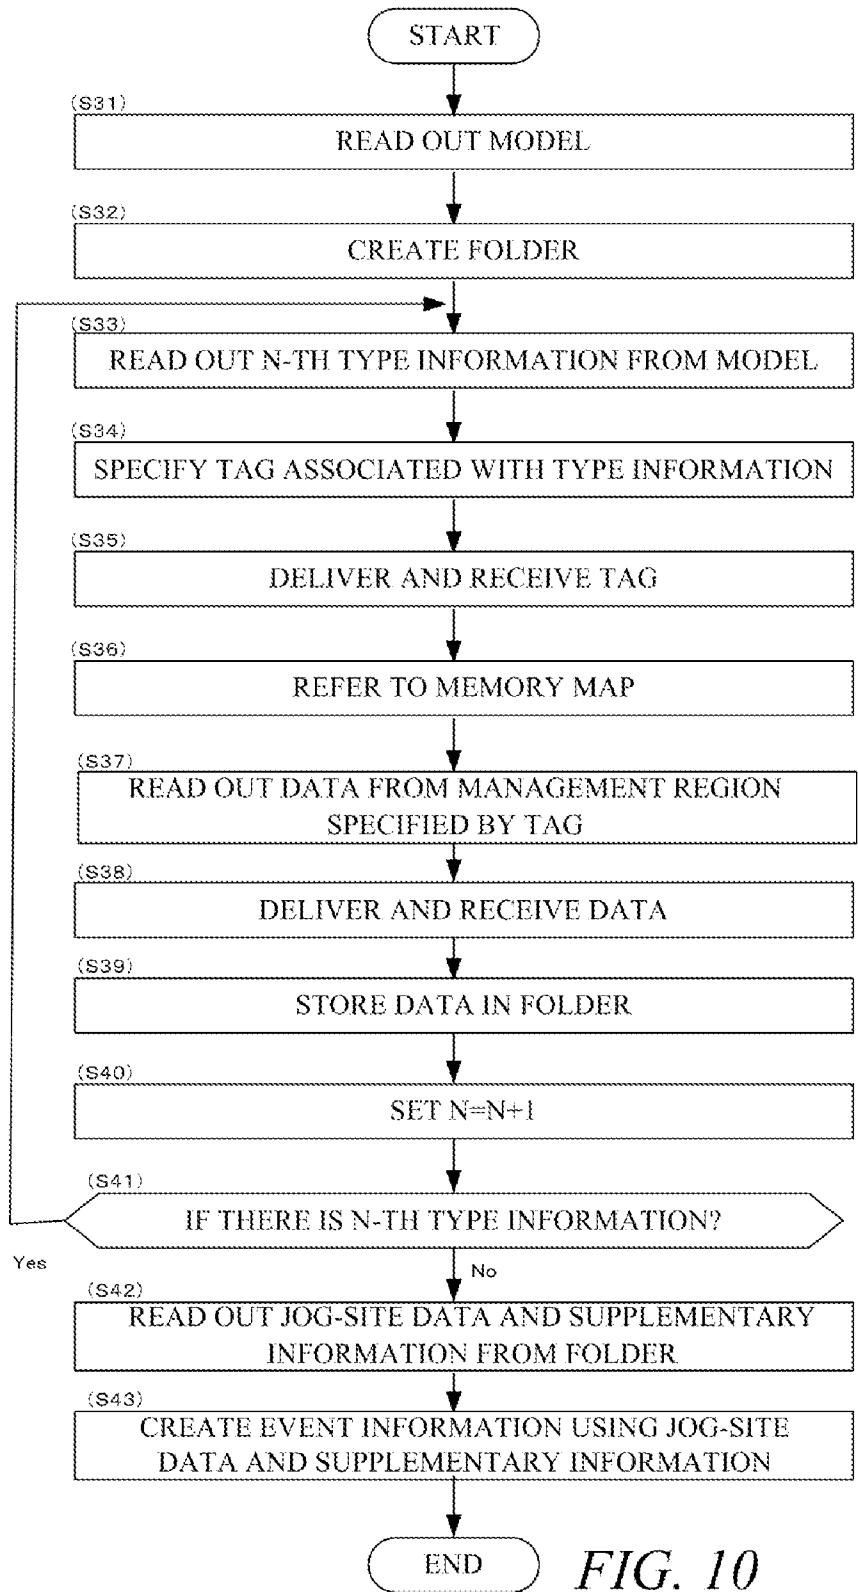 START
(S31)
READ OUT MODEL
(S32)
CREATE FOLDER
(S33)
READ OUT N-TH TYPE INFORMATION FROM MODEL
(S34)
SPECIFY TAG ASSOCIATED WITH TYPE INFORMATION
(S35)
DELIVER AND RECEIVE TAG
(S36)
REFER TO MEMORY MAP
(S37)
READ OUT DATA FROM MANAGEMENT REGION
SPECIFIED BY TAG
(S38)
DELIVER AND RECEIVE DATA
(S39)
STORE DATA IN FOLDER
(S40)
SET N=N+1
(S41)
IF THERE IS N-TH TYPE INFORMATION?
Yes
No
(S42)
READ OUT JOG-SITE DATA AND SUPPLEMENTARY
INFORMATION FROM FOLDER
(S43)
CREATE EVENT INFORMATION USING JOG-SITE
DATA AND SUPPLEMENTARY INFORMATION
END
FIG. 10